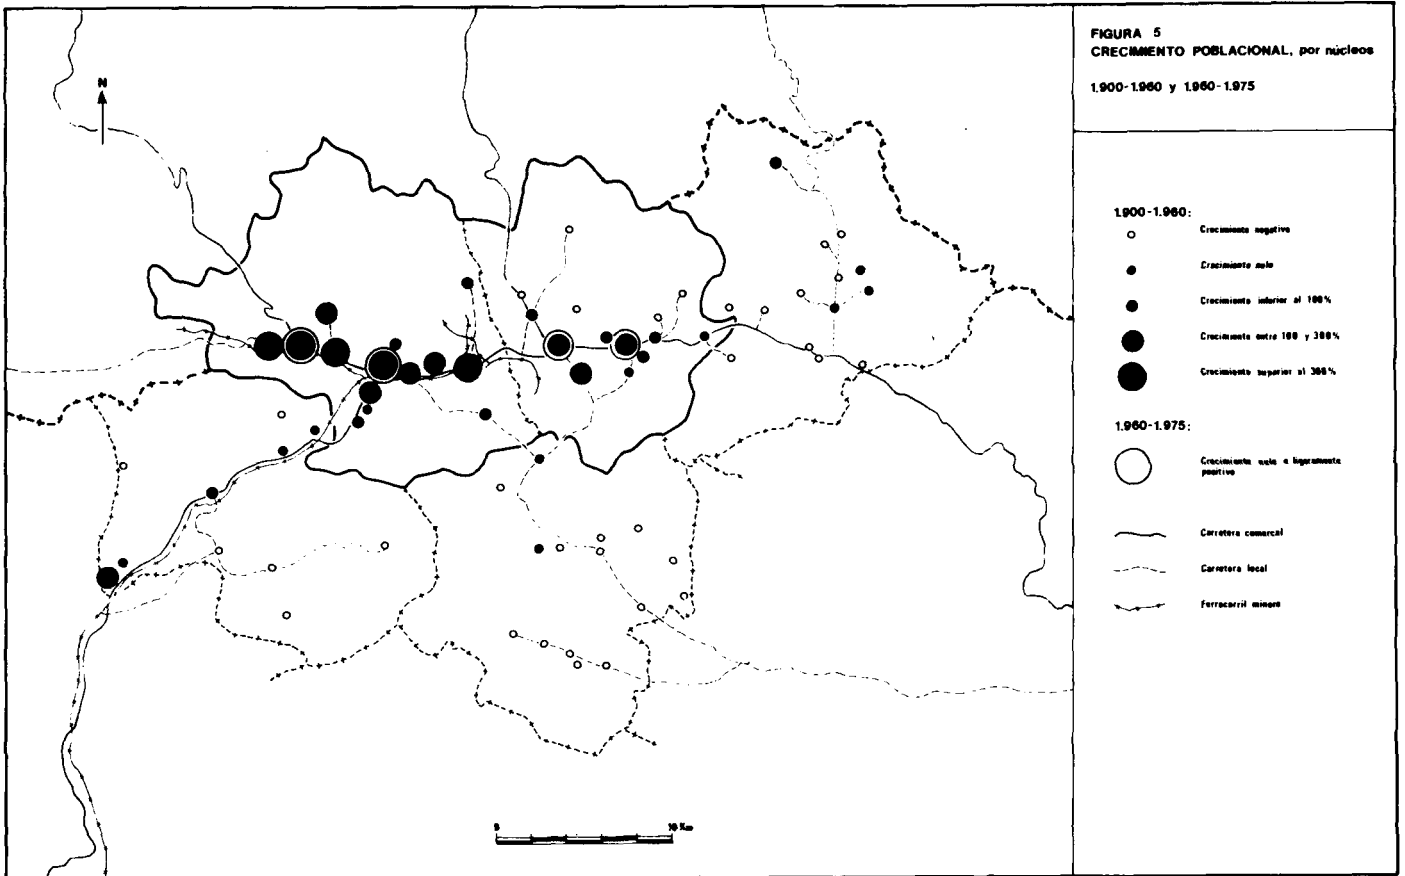 FIGURA 5
CRECIMIENTO POBLACIONAL, por núcleos
1.900-1.960 y 1.960-1.975
N
1.900-1.960:
Crecimiento negativo
Crecimiento nulo
Crecimiento inferior al 100%
Crecimiento entre 100 y 300%
Crecimiento superior al 300%
1.960-1.975:
Crecimiento nulo o ligeramente
positivo
Carretera comarcal
Carretera local
Ferrocarril minero
0 10 Km